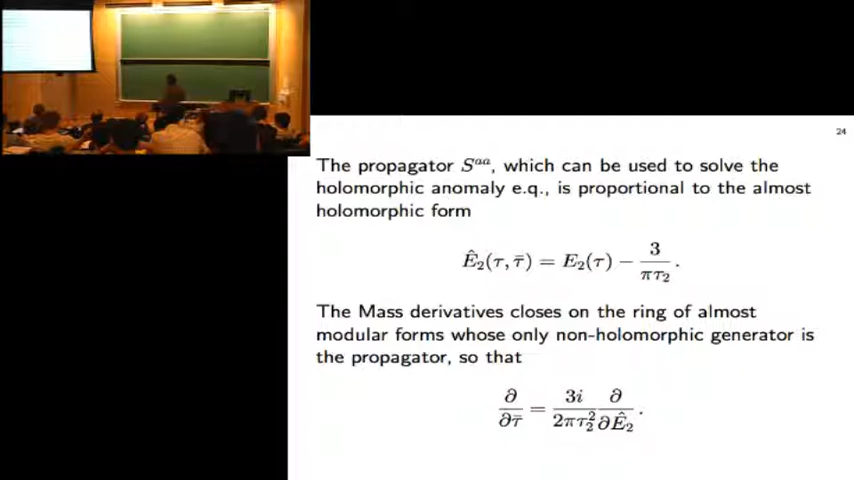 24
The propagator Sᵃᵃ, which can be used to solve the
holomorphic anomaly e.q., is proportional to the almost
holomorphic form
Ê₂(τ, τ̄) = E₂(τ) − 3/(πτ₂) .
The Mass derivatives closes on the ring of almost
modular forms whose only non-holomorphic generator is
the propagator, so that
∂/∂τ̄ = 3i/(2πτ₂²) ∂/∂Ê₂ .